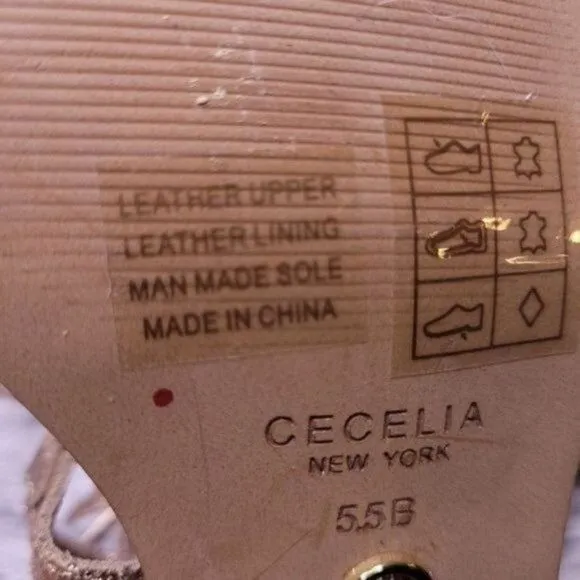 LEATHER UPPER
LEATHER LINING
MAN MADE SOLE
MADE IN CHINA
CECELIA
NEW YORK
5.5B